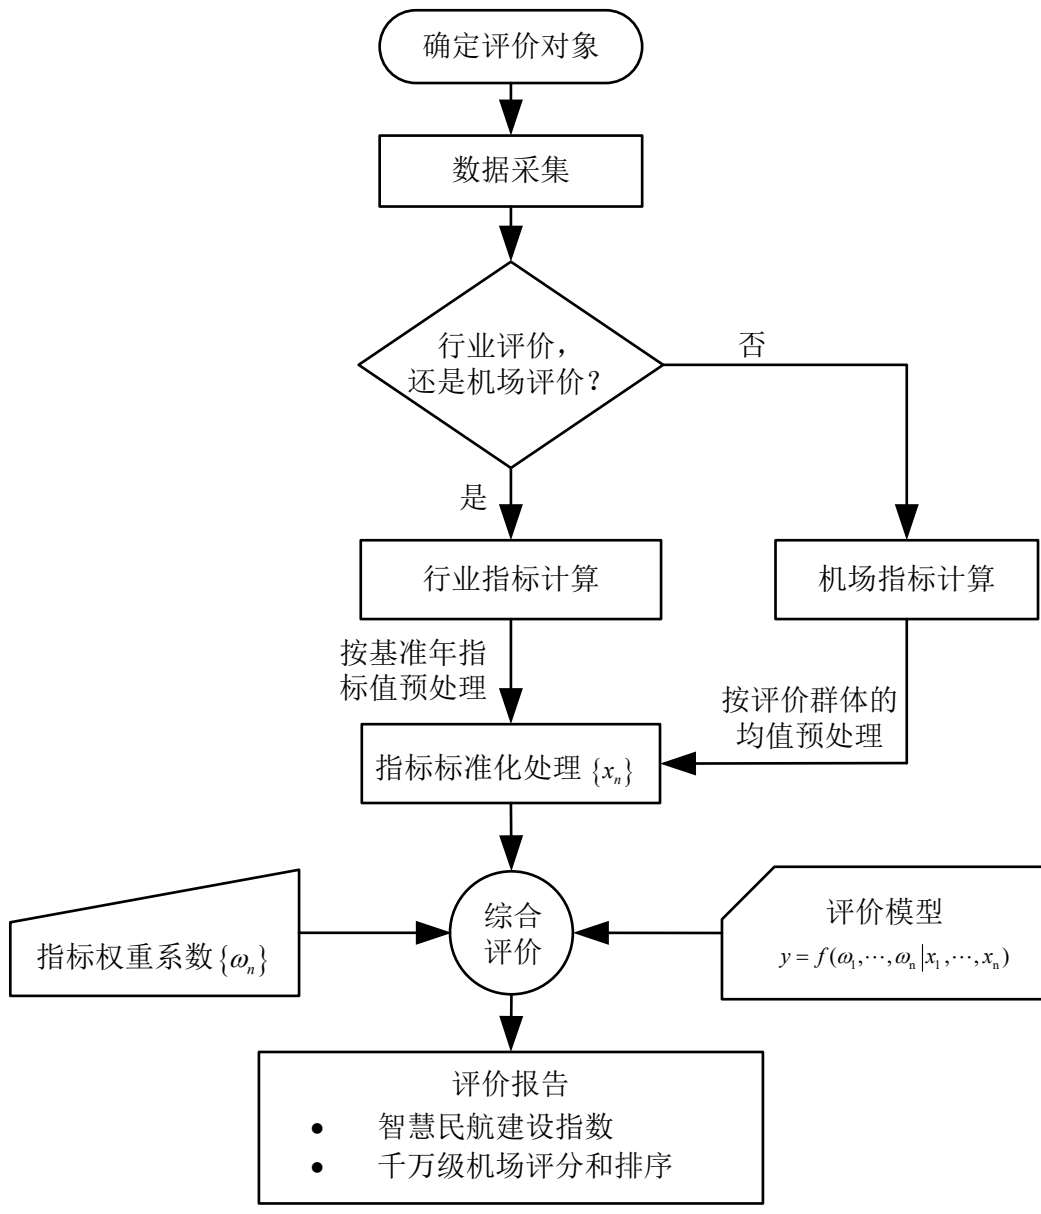 确定评价对象
数据采集
行业评价，
还是机场评价？
否
是
行业指标计算
机场指标计算
按基准年指
标值预处理
按评价群体的
均值预处理
指标标准化处理 {xₙ}
综合
评价
指标权重系数{ωₙ}
评价模型
y = f(ω₁,⋯,ωₙ|x₁,⋯,xₙ)
评价报告
• 智慧民航建设指数
• 千万级机场评分和排序